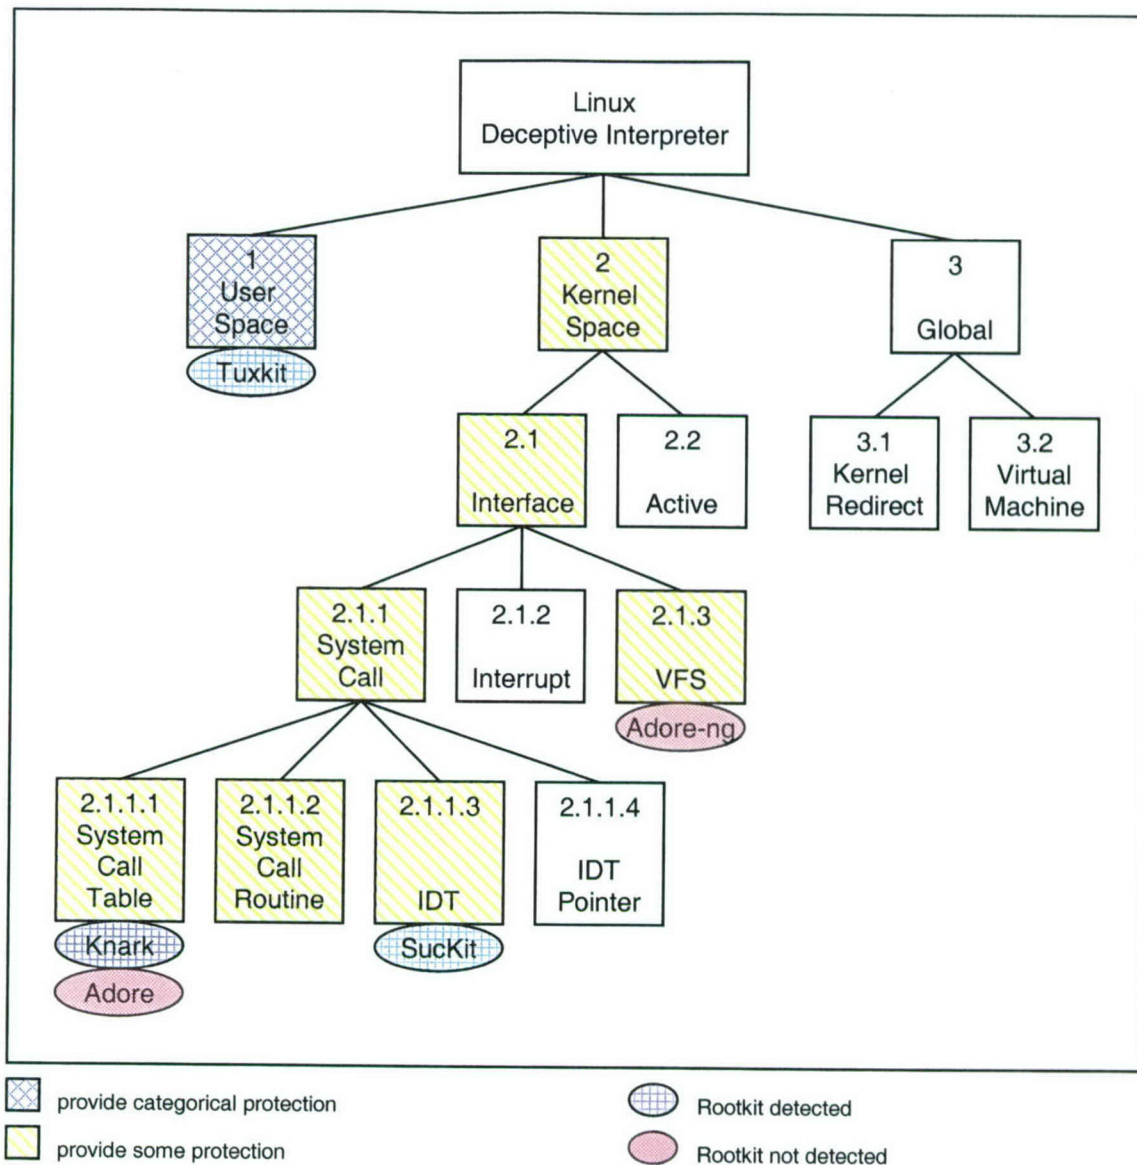 Linux
Deceptive Interpreter
1
User
Space
Tuxkit
2
Kernel
Space
3
Global
2.1
Interface
2.2
Active
3.1
Kernel
Redirect
3.2
Virtual
Machine
2.1.1
System
Call
2.1.2
Interrupt
2.1.3
VFS
Adore-ng
2.1.1.1
System
Call
Table
Knark
Adore
2.1.1.2
System
Call
Routine
2.1.1.3
IDT
SucKit
2.1.1.4
IDT
Pointer
provide categorical protection
Rootkit detected
provide some protection
Rootkit not detected